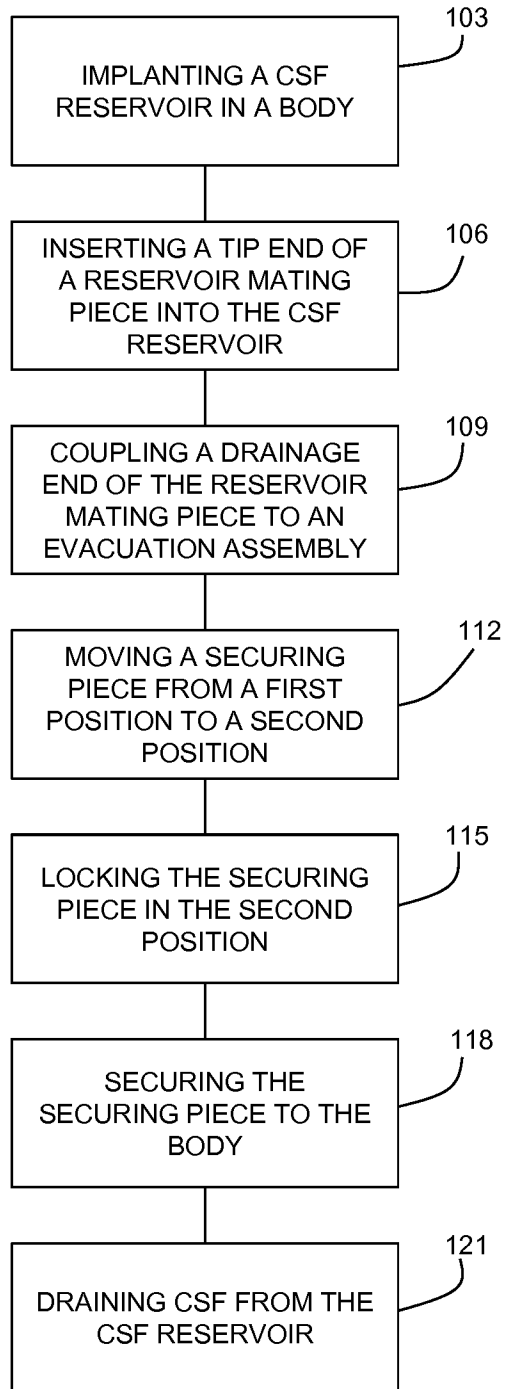 103
IMPLANTING A CSF
RESERVOIR IN A BODY
106
INSERTING A TIP END OF
A RESERVOIR MATING
PIECE INTO THE CSF
RESERVOIR
109
COUPLING A DRAINAGE
END OF THE RESERVOIR
MATING PIECE TO AN
EVACUATION ASSEMBLY
112
MOVING A SECURING
PIECE FROM A FIRST
POSITION TO A SECOND
POSITION
115
LOCKING THE SECURING
PIECE IN THE SECOND
POSITION
118
SECURING THE
SECURING PIECE TO THE
BODY
121
DRAINING CSF FROM THE
CSF RESERVOIR